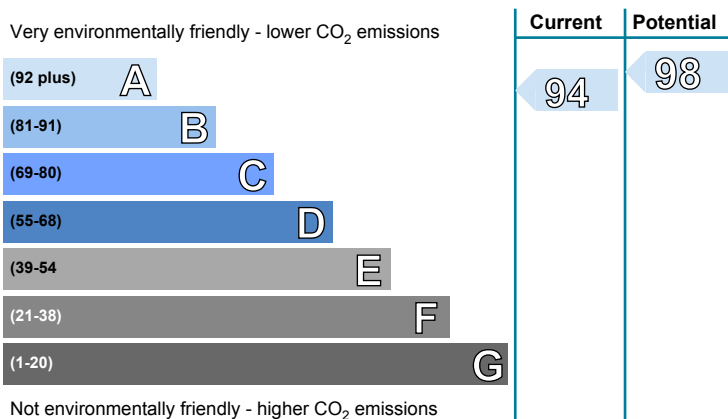 Current Potential
Very environmentally friendly - lower CO2 emissions
(92 plus) A
94 98
(81-91) B
(69-80) C
(55-68) D
(39-54 E
(21-38) F
(1-20) G
Not environmentally friendly - higher CO2 emissions